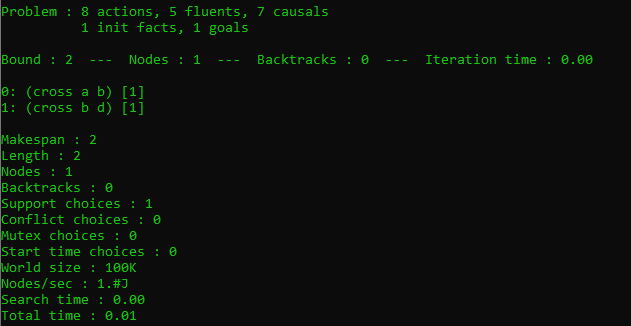 Problem : 8 actions, 5 fluents, 7 causals
          1 init facts, 1 goals

Bound : 2  ---  Nodes : 1  ---  Backtracks : 0  ---  Iteration time : 0.00

0: (cross a b) [1]
1: (cross b d) [1]

Makespan : 2
Length : 2
Nodes : 1
Backtracks : 0
Support choices : 1
Conflict choices : 0
Mutex choices : 0
Start time choices : 0
World size : 100K
Nodes/sec : 1.#J
Search time : 0.00
Total time : 0.01